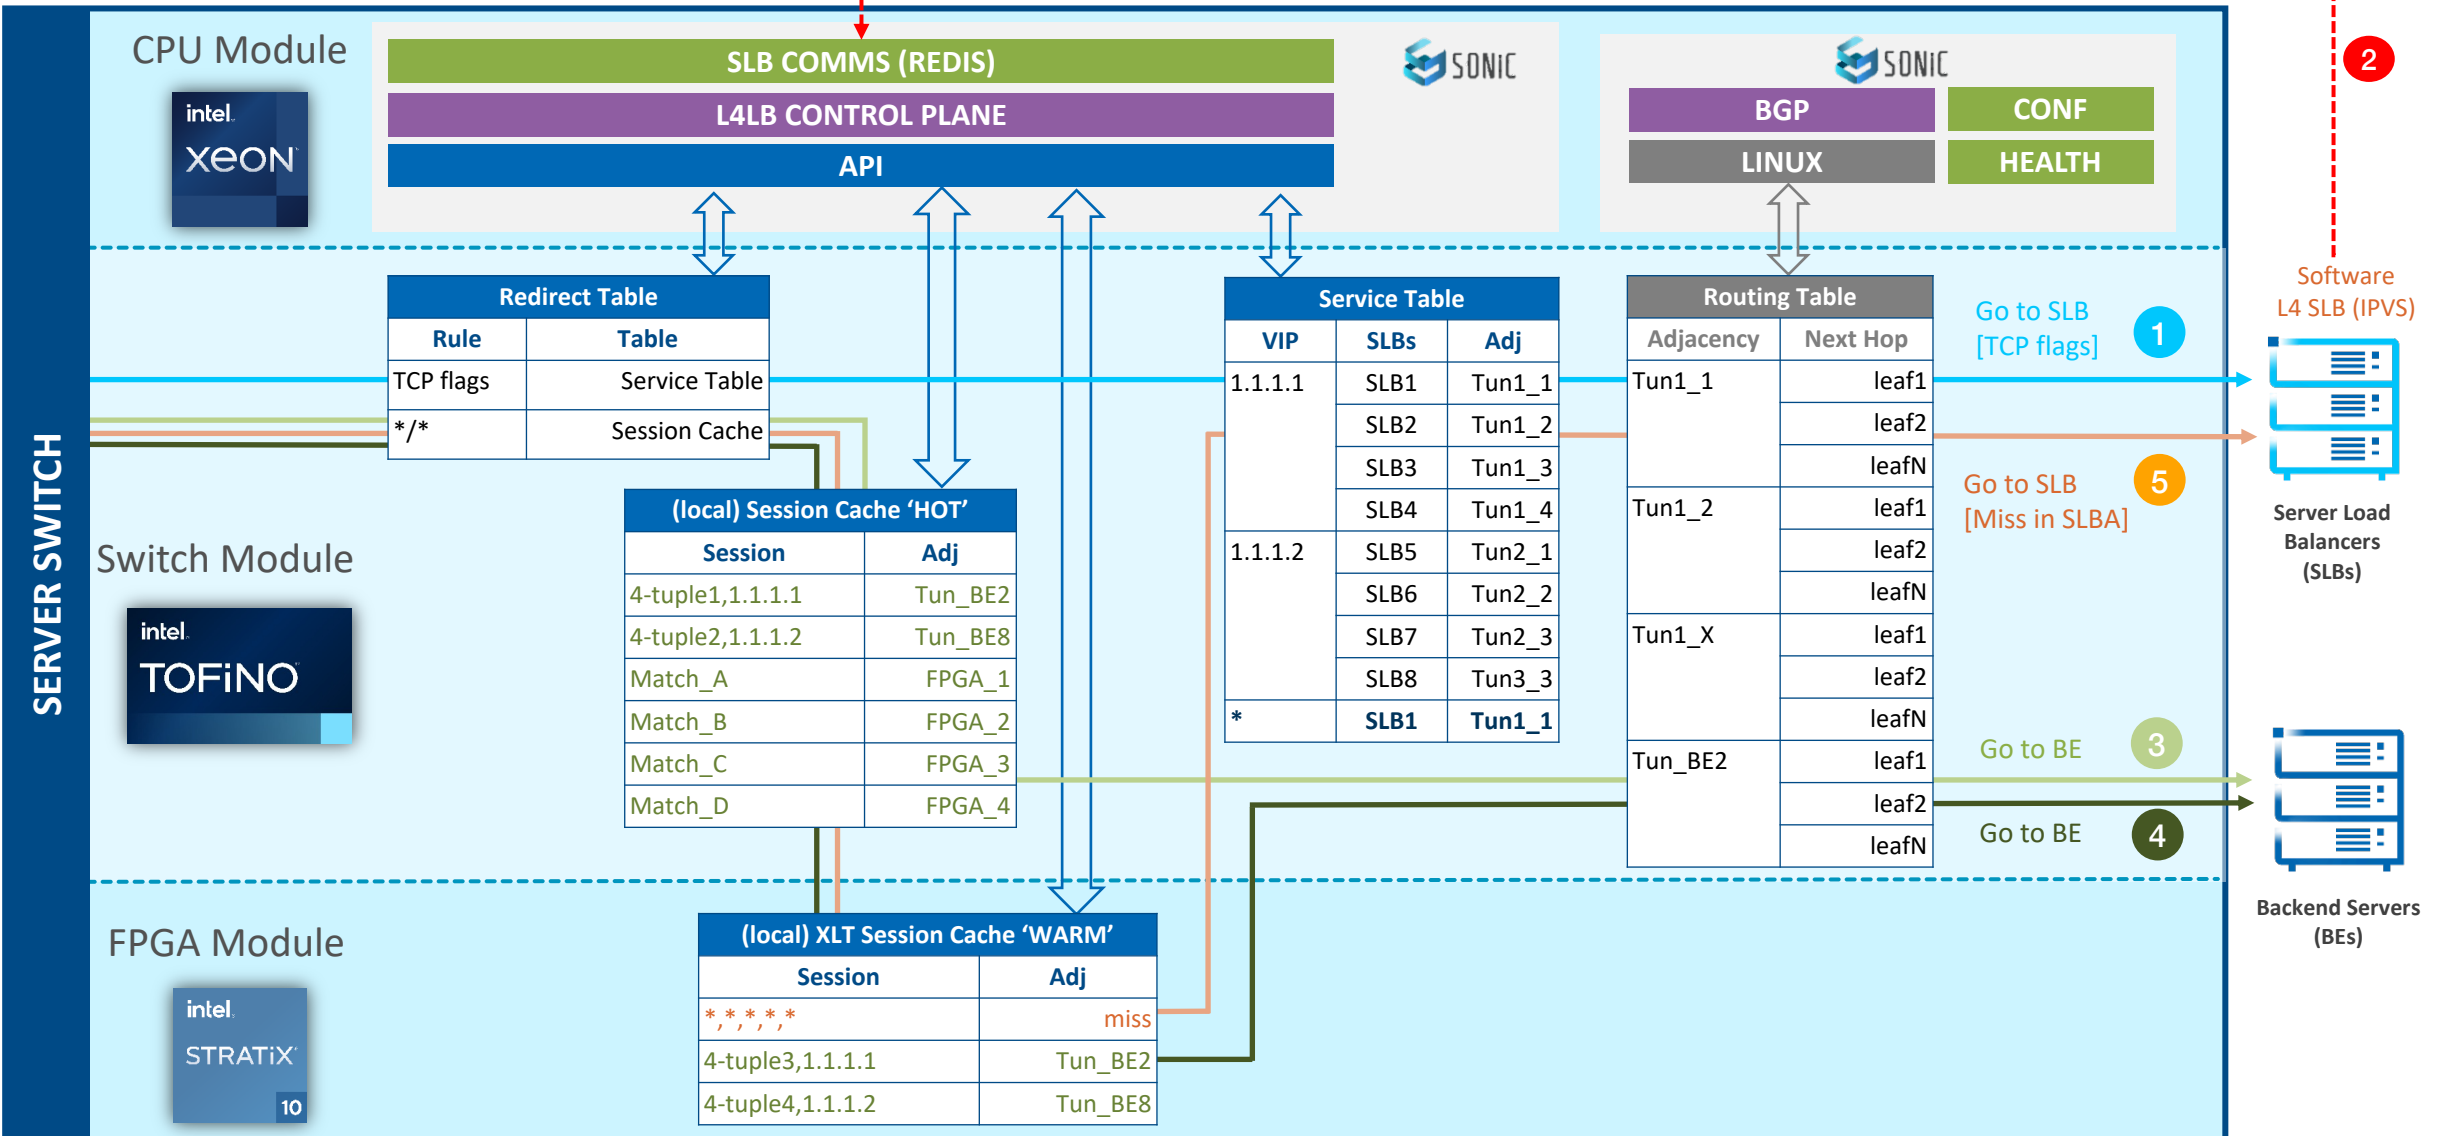 CPU Module
intel.
xeon
SLB COMMS (REDIS)
L4LB CONTROL PLANE
API
SONiC
SONiC
BGP
CONF
LINUX
HEALTH
2
SERVER SWITCH
Redirect Table
Rule Table
TCP flags Service Table
*/* Session Cache
Service Table
VIP SLBs Adj
1.1.1.1 SLB1 Tun1_1
SLB2 Tun1_2
SLB3 Tun1_3
SLB4 Tun1_4
1.1.1.2 SLB5 Tun2_1
SLB6 Tun2_2
SLB7 Tun2_3
SLB8 Tun3_3
* SLB1 Tun1_1
Routing Table
Adjacency Next Hop
Tun1_1 leaf1
leaf2
leafN
Tun1_2 leaf1
leaf2
leafN
Tun1_X leaf1
leaf2
leafN
Tun_BE2 leaf1
leaf2
leafN
Go to SLB
[TCP flags]
1
Software
L4 SLB (IPVS)
Go to SLB
[Miss in SLBA]
5
Server Load
Balancers
(SLBs)
Switch Module
intel.
TOFiNO
(local) Session Cache ‘HOT’
Session Adj
4-tuple1,1.1.1.1 Tun_BE2
4-tuple2,1.1.1.2 Tun_BE8
Match_A FPGA_1
Match_B FPGA_2
Match_C FPGA_3
Match_D FPGA_4
Go to BE
3
Go to BE
4
Backend Servers
(BEs)
FPGA Module
intel.
STRATiX
10
(local) XLT Session Cache ‘WARM’
Session Adj
*,*,*,*,* miss
4-tuple3,1.1.1.1 Tun_BE2
4-tuple4,1.1.1.2 Tun_BE8